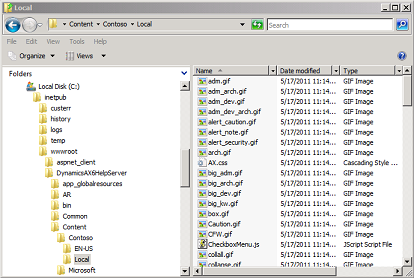 Local
Content ▸ Contoso ▸ Local
Search
File Edit View Tools Help
Organize Views
Folders
Name Date modified Type
Local Disk (C:)
inetpub
custerr
history
logs
temp
wwwroot
aspnet_client
DynamicsAX6HelpServer
app_globalresources
AR
bin
Common
Content
Contoso
EN-US
Local
Microsoft
adm.gif 5/17/2011 11:14... GIF Image
adm_arch.gif 5/17/2011 11:14... GIF Image
adm_dev.gif 5/17/2011 11:14... GIF Image
adm_dev_arch.gif 5/17/2011 11:14... GIF Image
alert_caution.gif 5/17/2011 11:14... GIF Image
alert_note.gif 5/17/2011 11:14... GIF Image
alert_security.gif 5/17/2011 11:14... GIF Image
arch.gif 5/17/2011 11:14... GIF Image
AX.css 5/17/2011 11:14... Cascading Style ...
big_adm.gif 5/17/2011 11:14... GIF Image
big_arch.gif 5/17/2011 11:14... GIF Image
big_dev.gif 5/17/2011 11:14... GIF Image
big_kw.gif 5/17/2011 11:14... GIF Image
box.gif 5/17/2011 11:14... GIF Image
Caution.gif 5/17/2011 11:14... GIF Image
CFW.gif 5/17/2011 11:14... GIF Image
CheckboxMenu.js 5/17/2011 11:14... JScript Script File
collall.gif 5/17/2011 11:14... GIF Image
collapse.gif 5/17/2011 11:14... GIF Image